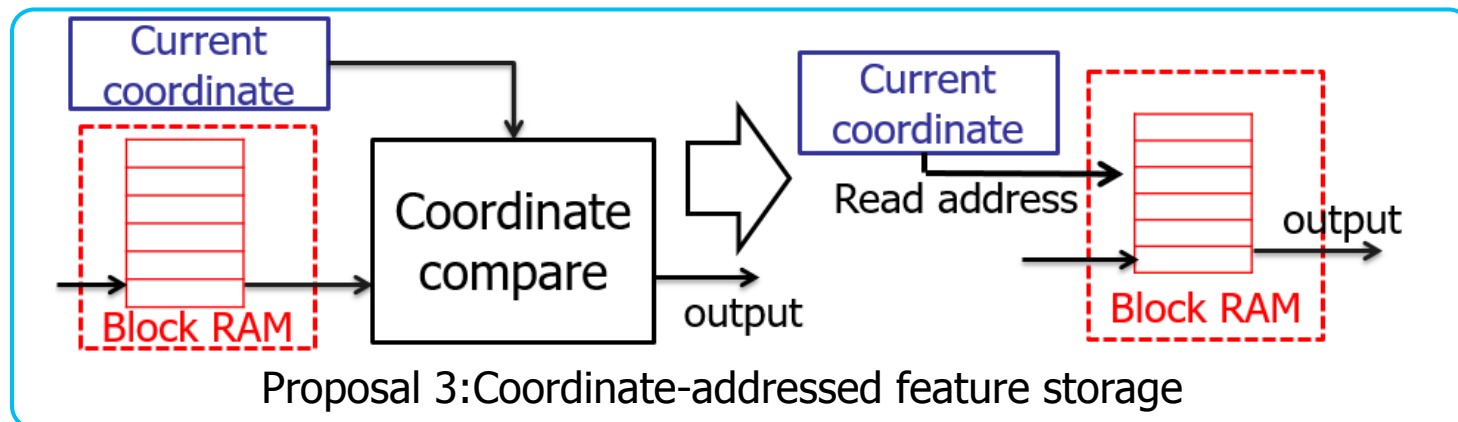 Current
coordinate
Block RAM
Coordinate
compare
output
Current
coordinate
Read address
output
Block RAM
Proposal 3:Coordinate-addressed feature storage